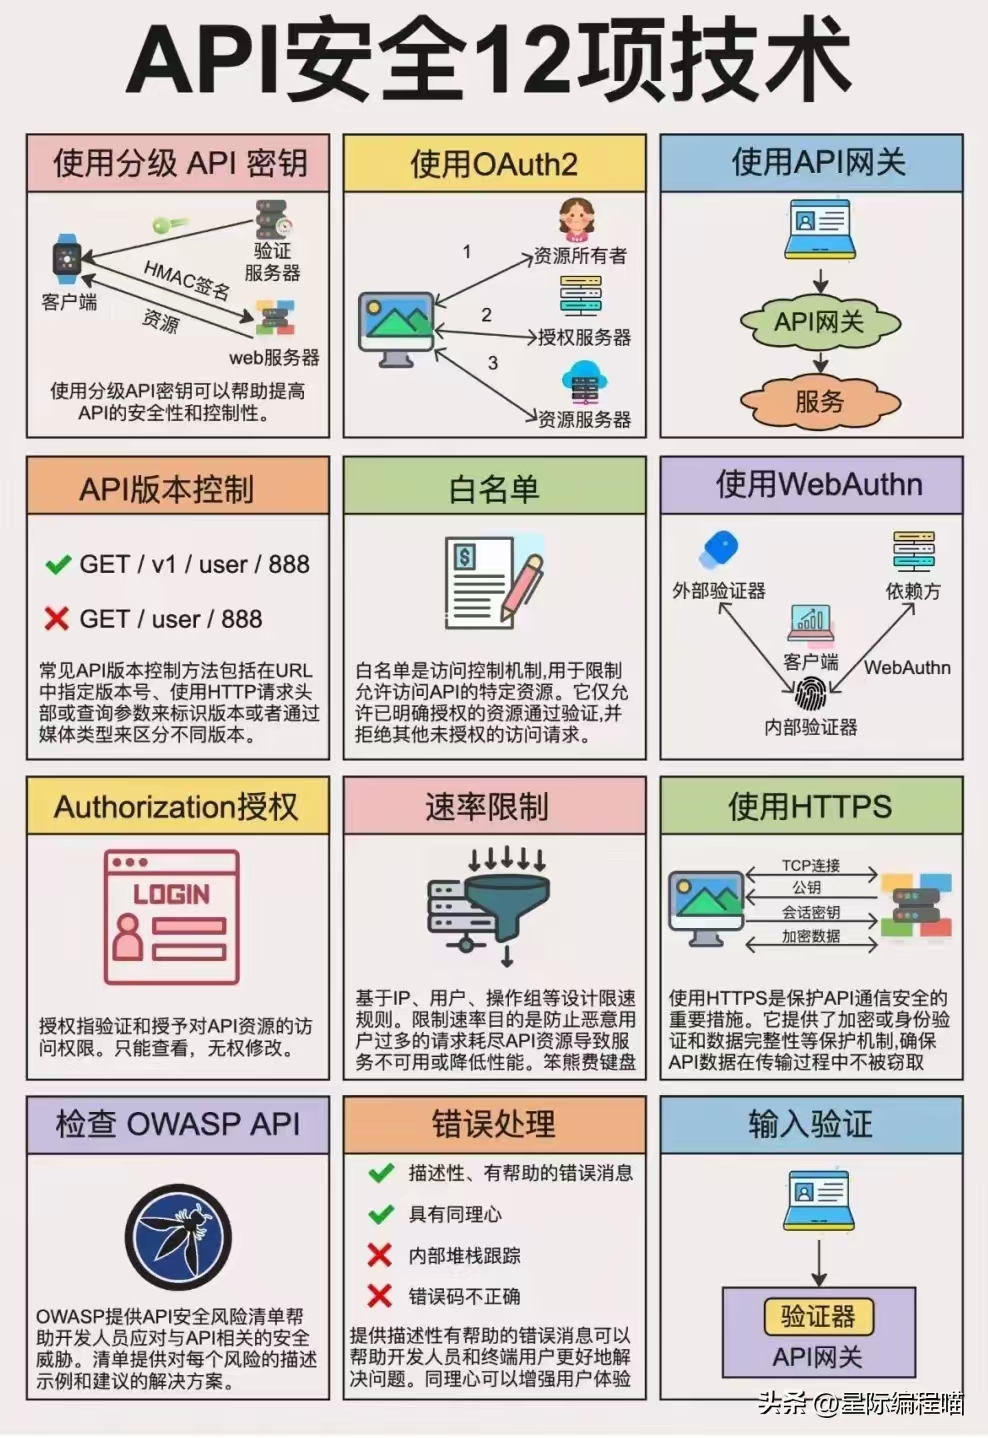 API安全12项技术
使用分级 API 密钥
验证
服务器
客户端
HMAC签名
资源
web服务器
使用分级API密钥可以帮助提高
API的安全性和控制性。
使用OAuth2
1
资源所有者
2
授权服务器
3
资源服务器
使用API网关
API网关
服务
API版本控制
GET / v1 / user / 888
GET / user / 888
常见API版本控制方法包括在URL
中指定版本号、使用HTTP请求头
部或查询参数来标识版本或者通过
媒体类型来区分不同版本。
白名单
$
白名单是访问控制机制,用于限制
允许访问API的特定资源。它仅允
许已明确授权的资源通过验证,并
拒绝其他未授权的访问请求。
使用WebAuthn
外部验证器
依赖方
客户端
WebAuthn
内部验证器
Authorization授权
LOGIN
授权指验证和授予对API资源的访
问权限。只能查看，无权修改。
速率限制
基于IP、用户、操作组等设计限速
规则。限制速率目的是防止恶意用
户过多的请求耗尽API资源导致服
务不可用或降低性能。笨熊费键盘
使用HTTPS
TCP连接
公钥
会话密钥
加密数据
使用HTTPS是保护API通信安全的
重要措施。它提供了加密或身份验
证和数据完整性等保护机制,确保
API数据在传输过程中不被窃取
检查 OWASP API
OWASP提供API安全风险清单帮
助开发人员应对与API相关的安全
威胁。清单提供对每个风险的描述
示例和建议的解决方案。
错误处理
描述性、有帮助的错误消息
具有同理心
内部堆栈跟踪
错误码不正确
提供描述性有帮助的错误消息可以
帮助开发人员和终端用户更好地解
决问题。同理心可以增强用户体验
输入验证
验证器
API网关
头条 @星际编程喵